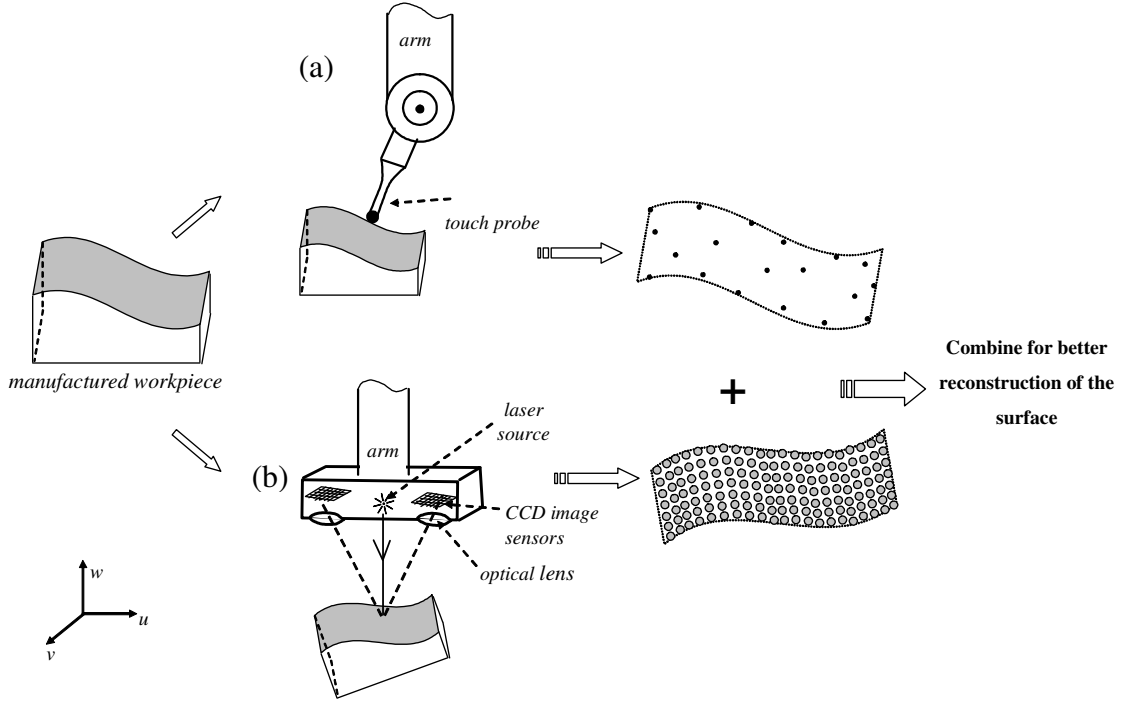 arm
(a)
touch probe
manufactured workpiece
Combine for better
reconstruction of the
surface
+
laser
source
arm
(b)
CCD image
sensors
optical lens
w
u
v